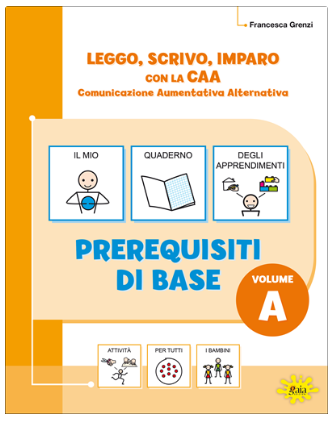 Francesca Grenzi
LEGGO, SCRIVO, IMPARO
CON LA CAA
Comunicazione Aumentativa Alternativa
IL MIO
QUADERNO
DEGLI
APPRENDIMENTI
PREREQUISITI
DI BASE
VOLUME
A
ATTIVITÀ
PER TUTTI
I BAMBINI
gaia